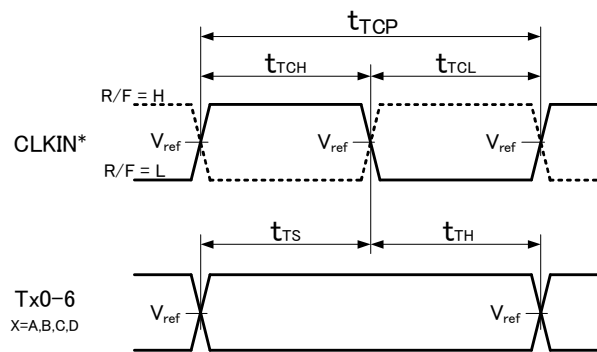 tTCP
tTCH tTCL
R/F = H
CLKIN* Vref Vref Vref
R/F = L
tTS tTH
Tx0-6 Vref Vref
X=A,B,C,D